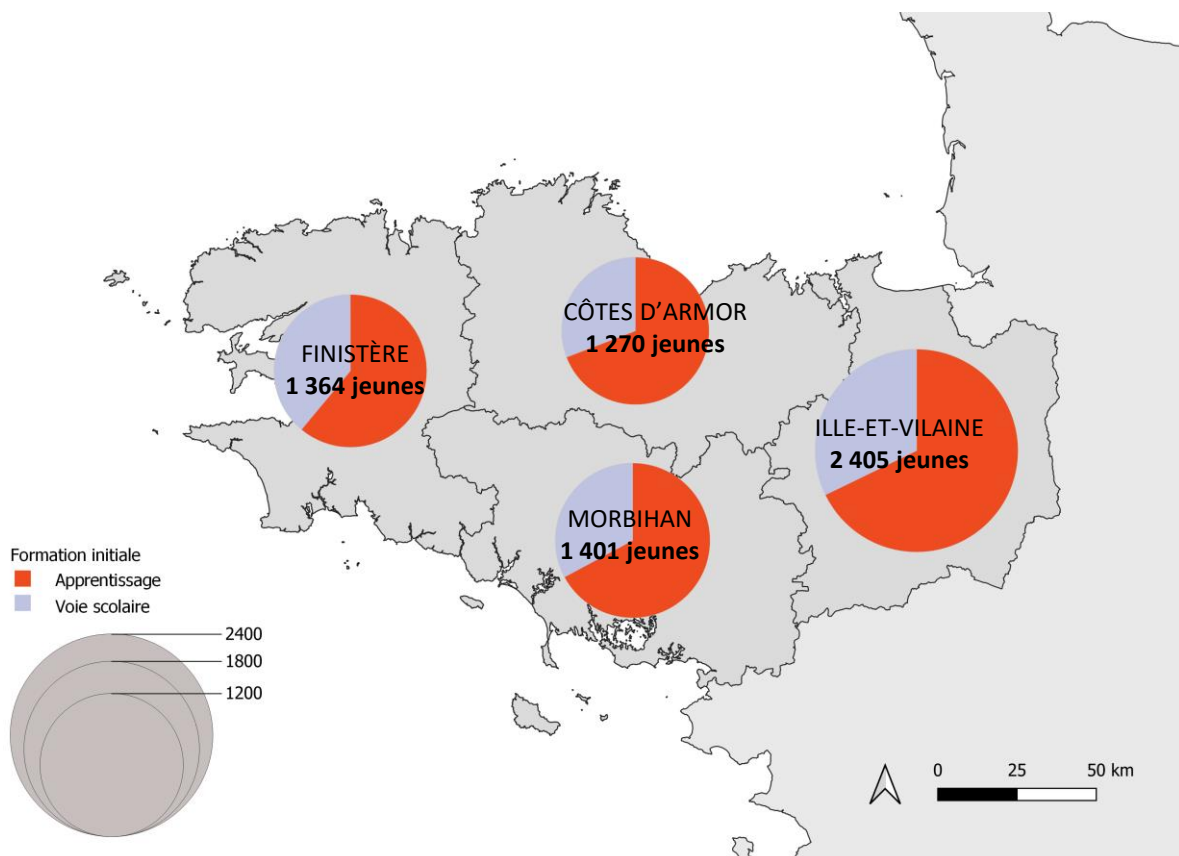 CÔTES D’ARMOR
1 270 jeunes
FINISTÈRE
1 364 jeunes
ILLE-ET-VILAINE
2 405 jeunes
MORBIHAN
1 401 jeunes
Formation initiale
Apprentissage
Voie scolaire
2400
1800
1200
0 25 50 km